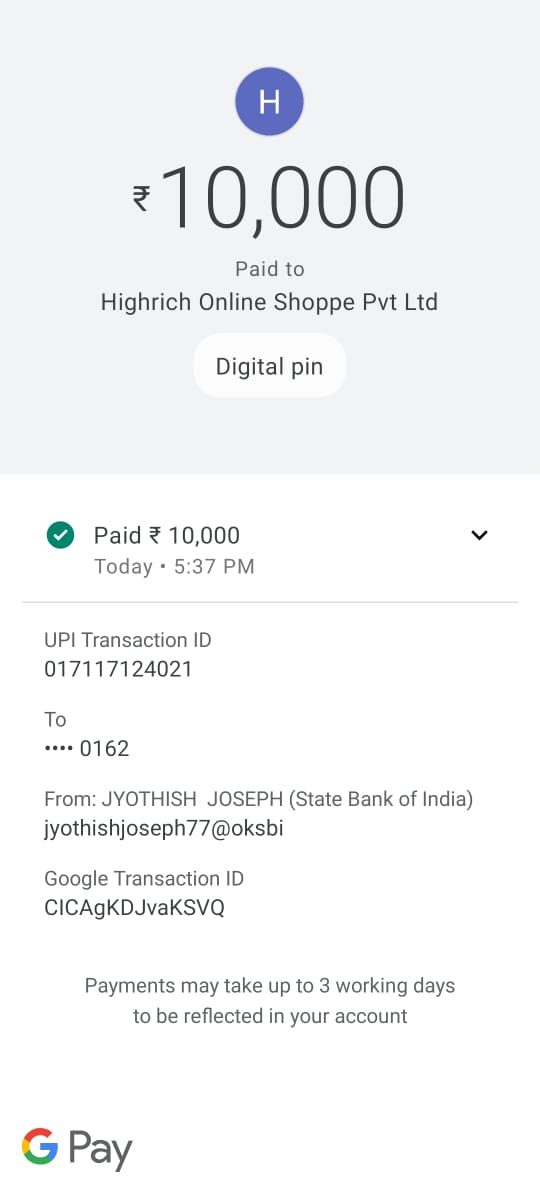 H
₹10,000
Paid to
Highrich Online Shoppe Pvt Ltd
Digital pin
Paid ₹ 10,000
Today • 5:37 PM
UPI Transaction ID
017117124021
To
•••• 0162
From: JYOTHISH  JOSEPH (State Bank of India)
jyothishjoseph77@oksbi
Google Transaction ID
CICAgKDJvaKSVQ
Payments may take up to 3 working days
to be reflected in your account
G Pay